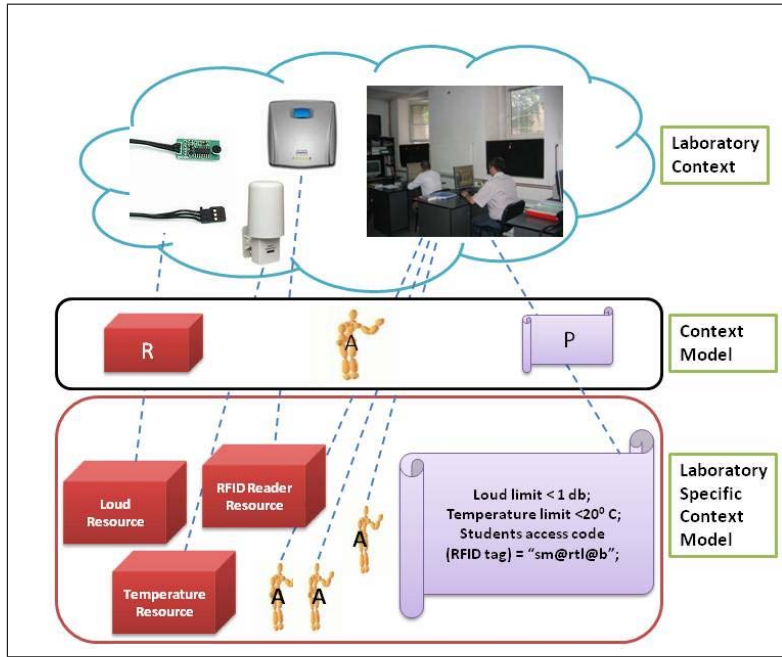 Laboratory
Context
R
A
P
Context
Model
Loud
Resource
RFID Reader
Resource
Temperature
Resource
A
A
A
Loud limit < 1 db;
Temperature limit <20⁰ C;
Students access code
(RFID tag) = “sm@rtl@b”;
Laboratory
Specific
Context
Model